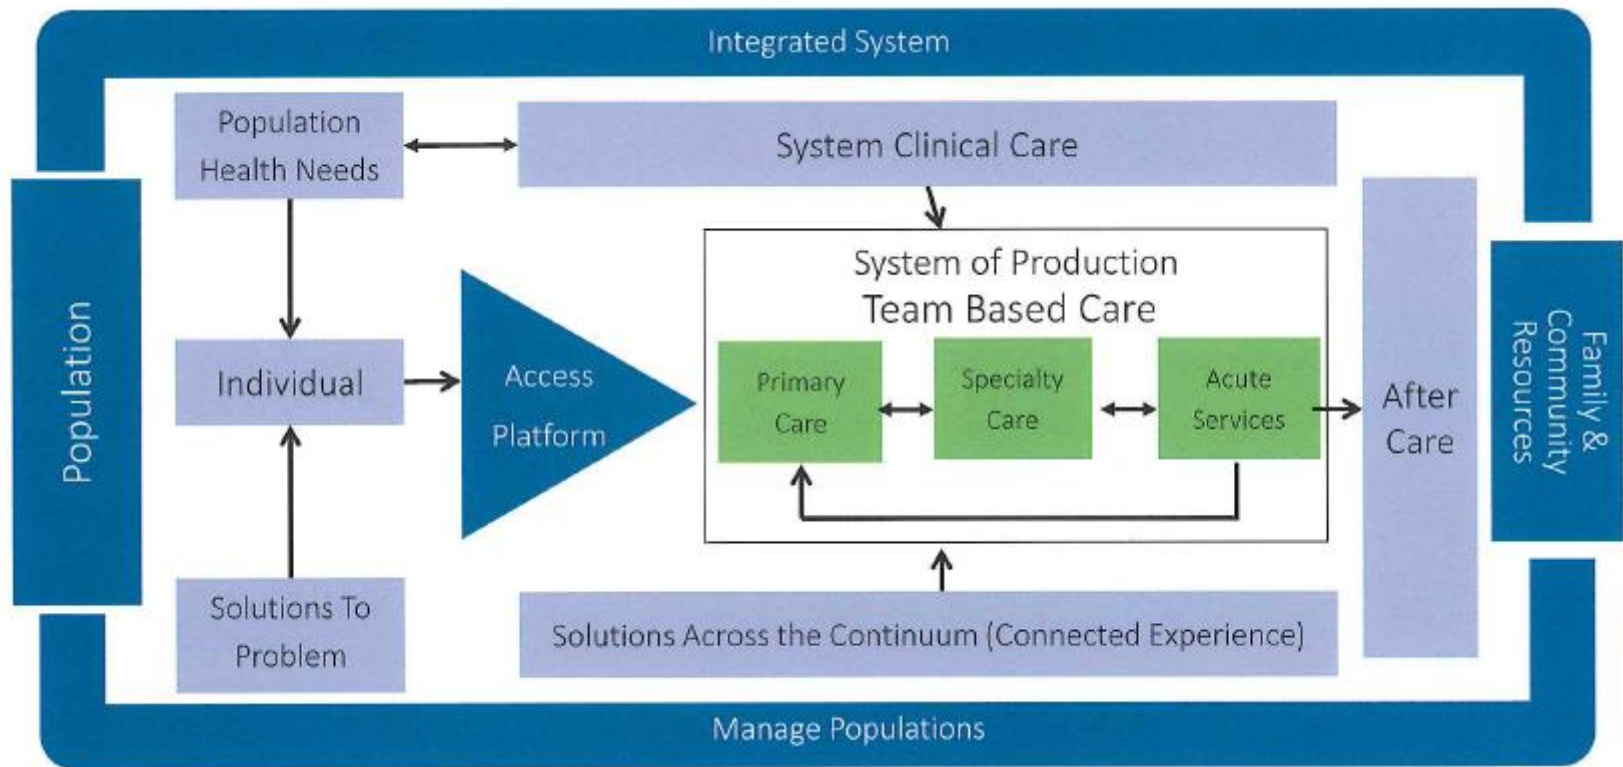 Integrated System
Population
Health Needs
System Clinical Care
System of Production
Team Based Care
Population
Individual
Access
Platform
Primary
Care
Specialty
Care
Acute
Services
After
Care
Family &
Community
Resources
Solutions To
Problem
Solutions Across the Continuum (Connected Experience)
Manage Populations